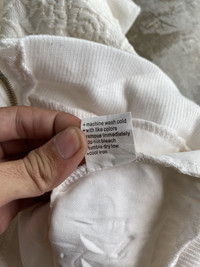 •machine wash cold
•with like colors
remove immediately
do not bleach
tumble dry low
•cool iron